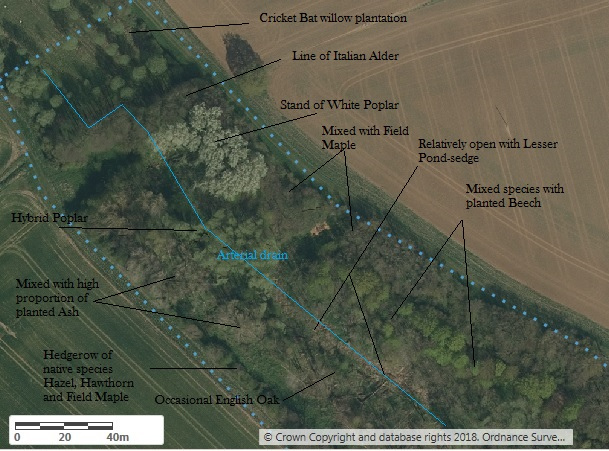 Cricket Bat willow plantation
Line of Italian Alder
Stand of White Poplar
Mixed with Field
Maple
Relatively open with Lesser
Pond-sedge
Mixed species with
planted Beech
Hybrid Poplar
Arterial drain
Mixed with high
proportion of
planted Ash
Hedgerow of
native species
Hazel, Hawthorn
and Field Maple
Occasional English Oak
0 20 40m
© Crown Copyright and database rights 2018. Ordnance Surve...